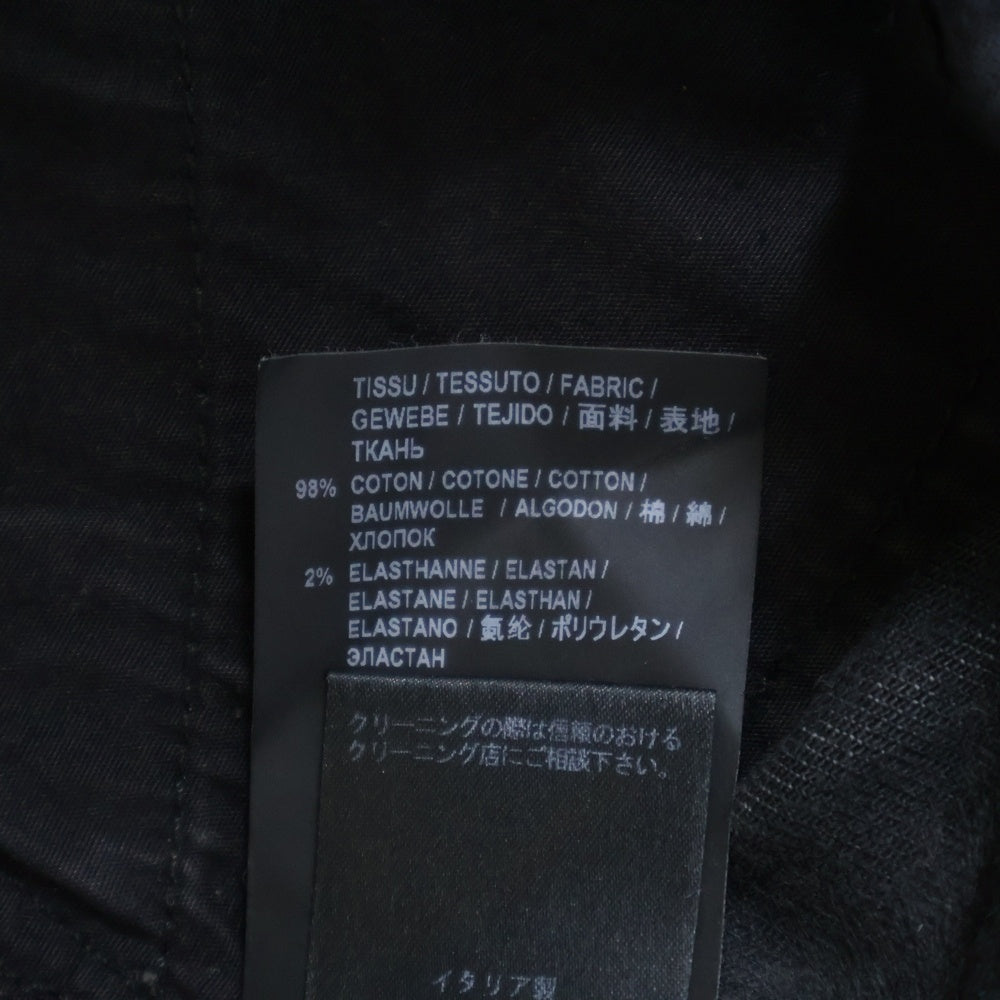 TISSU / TESSUTO / FABRIC /
GEWEBE / TEJIDO / 面料 / 表地 /
ТКАНЬ
98% COTON / COTONE / COTTON /
BAUMWOLLE / ALGODON / 棉 / 綿 /
ХЛОПОК
2% ELASTHANNE / ELASTAN /
ELASTANE / ELASTHAN /
ELASTANO / 氨纶 / ポリウレタン /
ЭЛАСТАН
クリーニングの際は信頼のおける
クリーニング店にご相談下さい。
イタリア製